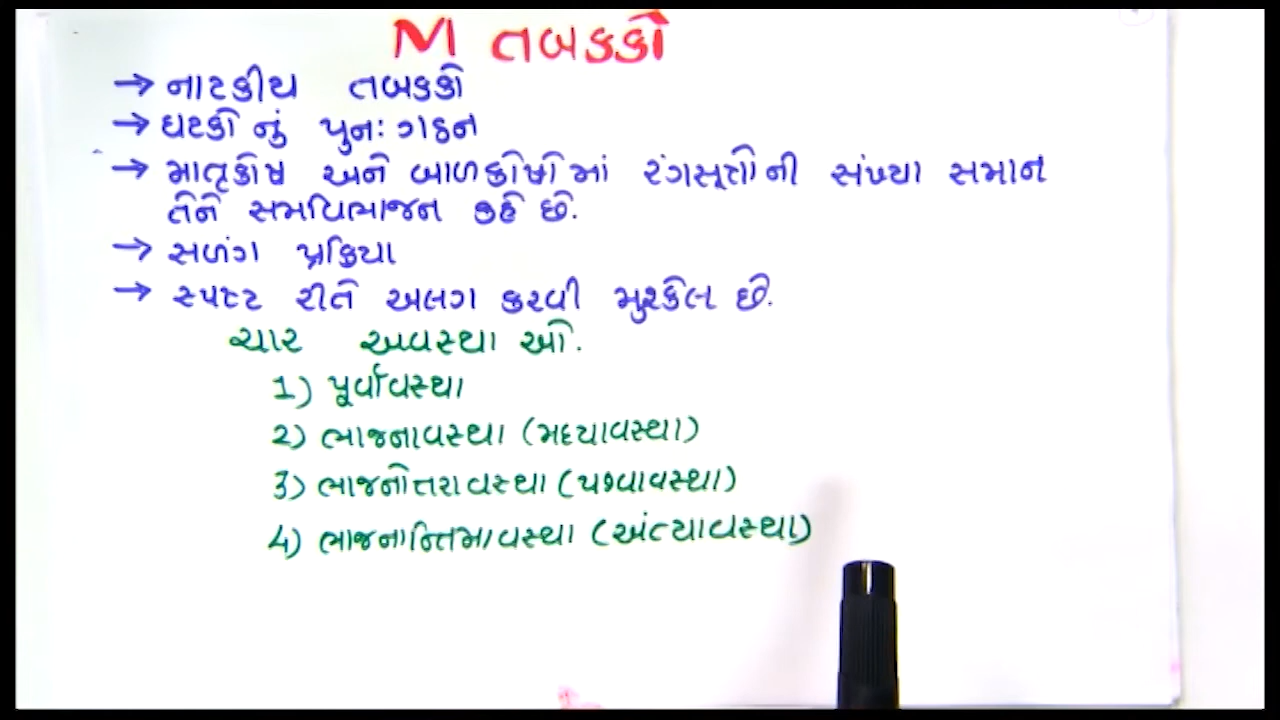 M તબક્કો
→ નાટકીય તબક્કો
→ ઘટકો નું પુનઃ ગઠન
→ માતૃકોષ અને બાળકોષોમાં રંગસૂત્રોની સંખ્યા સમાન
તેને સમવિભાજન કહે છે.
→ સળંગ પ્રક્રિયા
→ સ્પષ્ટ રીતે અલગ કરવી મુશ્કેલ છે.
ચાર અવસ્થા ઓ.
1) પૂર્વાવસ્થા
2) ભાજનાવસ્થા (મધ્યાવસ્થા)
3) ભાજનોત્તરાવસ્થા (પશ્વાવસ્થા)
4) ભાજનાન્તિમાવસ્થા (અંત્યાવસ્થા)